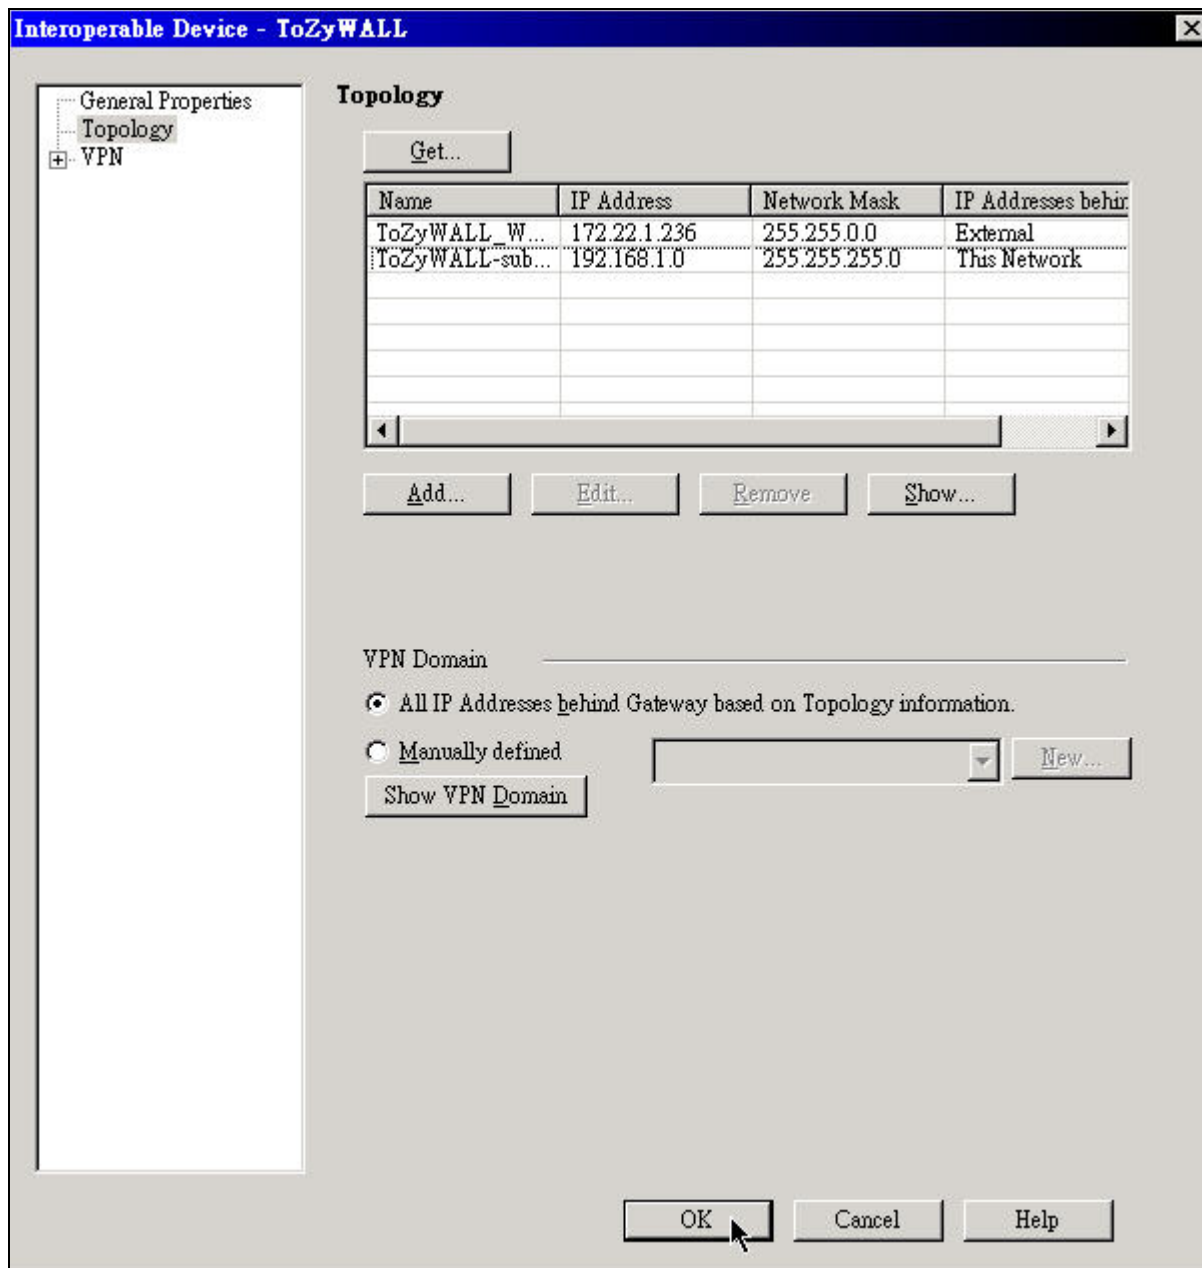 Interoperable Device - ToZyWALL
General Properties
Topology
VPN
Topology
Get...
Name IP Address Network Mask IP Addresses behir
ToZyWALL_W... 172.22.1.236 255.255.0.0 External
ToZyWALL-sub... 192.168.1.0 255.255.255.0 This Network
Add... Edit... Remove Show...
VPN Domain
All IP Addresses behind Gateway based on Topology information.
Manually defined New...
Show VPN Domain
OK Cancel Help